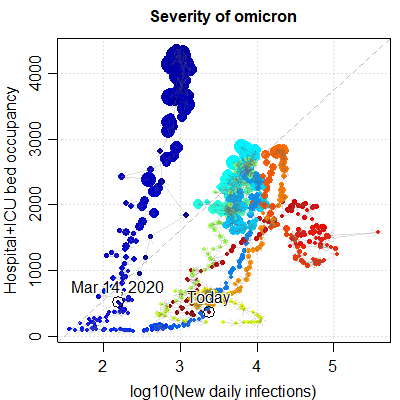 Severity of omicron
Hospital+ICU bed occupancy
4000
3000
2000
1000
0
Mar 14, 2020
Today
2 3 4 5
log10(New daily infections)